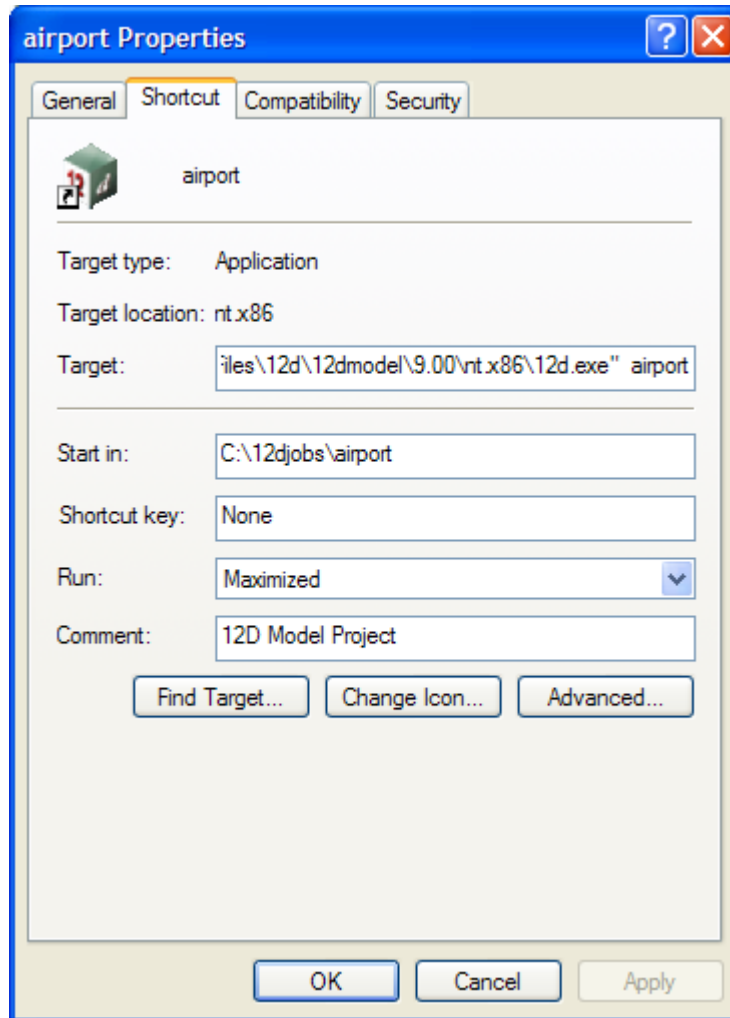 airport Properties
General Shortcut Compatibility Security
12 d
airport
Target type: Application
Target location: nt.x86
Target: iles\12d\12dmodel\9.00\nt.x86\12d.exe" airport
Start in: C:\12djobs\airport
Shortcut key: None
Run: Maximized
Comment: 12D Model Project
Find Target... Change Icon... Advanced...
OK Cancel Apply